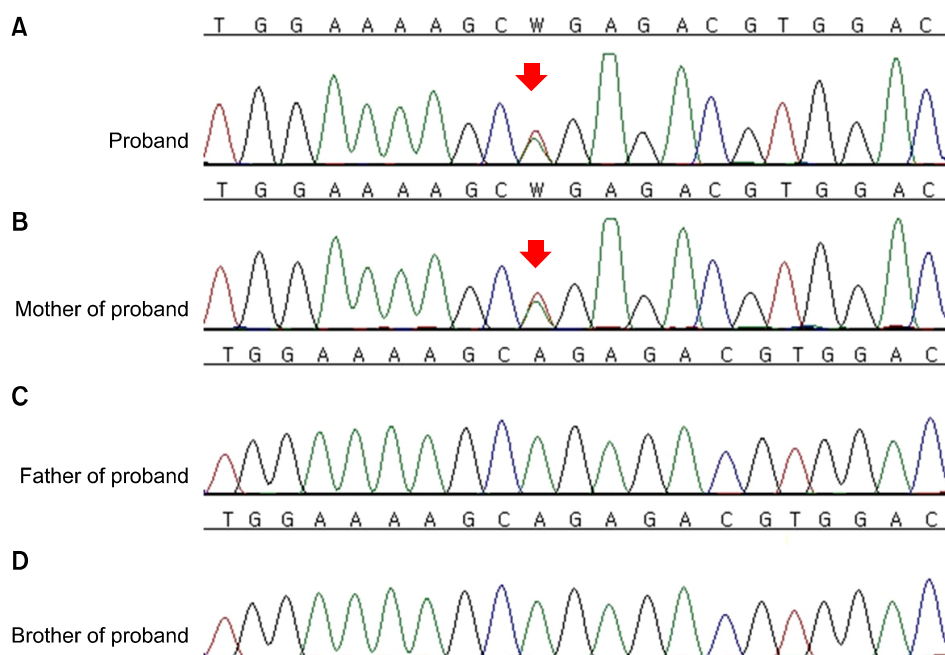 A
T G G A A A A G C W G A G A C G T G G A C
Proband
T G G A A A A G C W G A G A C G T G G A C
B
Mother of proband
T G G A A A A G C A G A G A C G T G G A C
C
Father of proband
T G G A A A A G C A G A G A C G T G G A C
D
Brother of proband